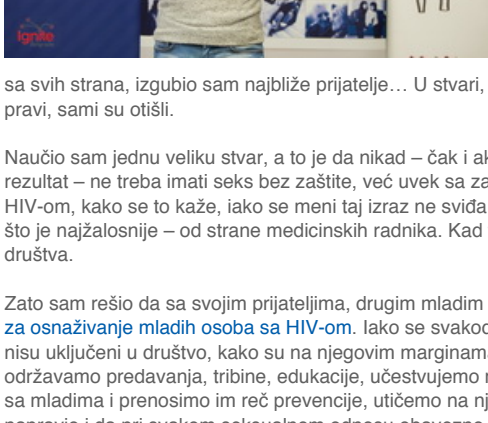 Ignite
sa svih strana, izgubio sam najbliže prijatelje… U stvari,
pravi, sami su otišli.
Naučio sam jednu veliku stvar, a to je da nikad – čak i ak
rezultat – ne treba imati seks bez zaštite, već uvek sa za
HIV-om, kako se to kaže, iako se meni taj izraz ne sviđa
što je najžalosnije – od strane medicinskih radnika. Kad
društva.
Zato sam rešio da sa svojim prijateljima, drugim mladim
za osnaživanje mladih osoba sa HIV-om. Iako se svakod
nisu uključeni u društvo, kako su na njegovim marginama
održavamo predavanja, tribine, edukacije, učestvujemo
sa mladima i prenosimo im reč prevencije, utičemo na nj